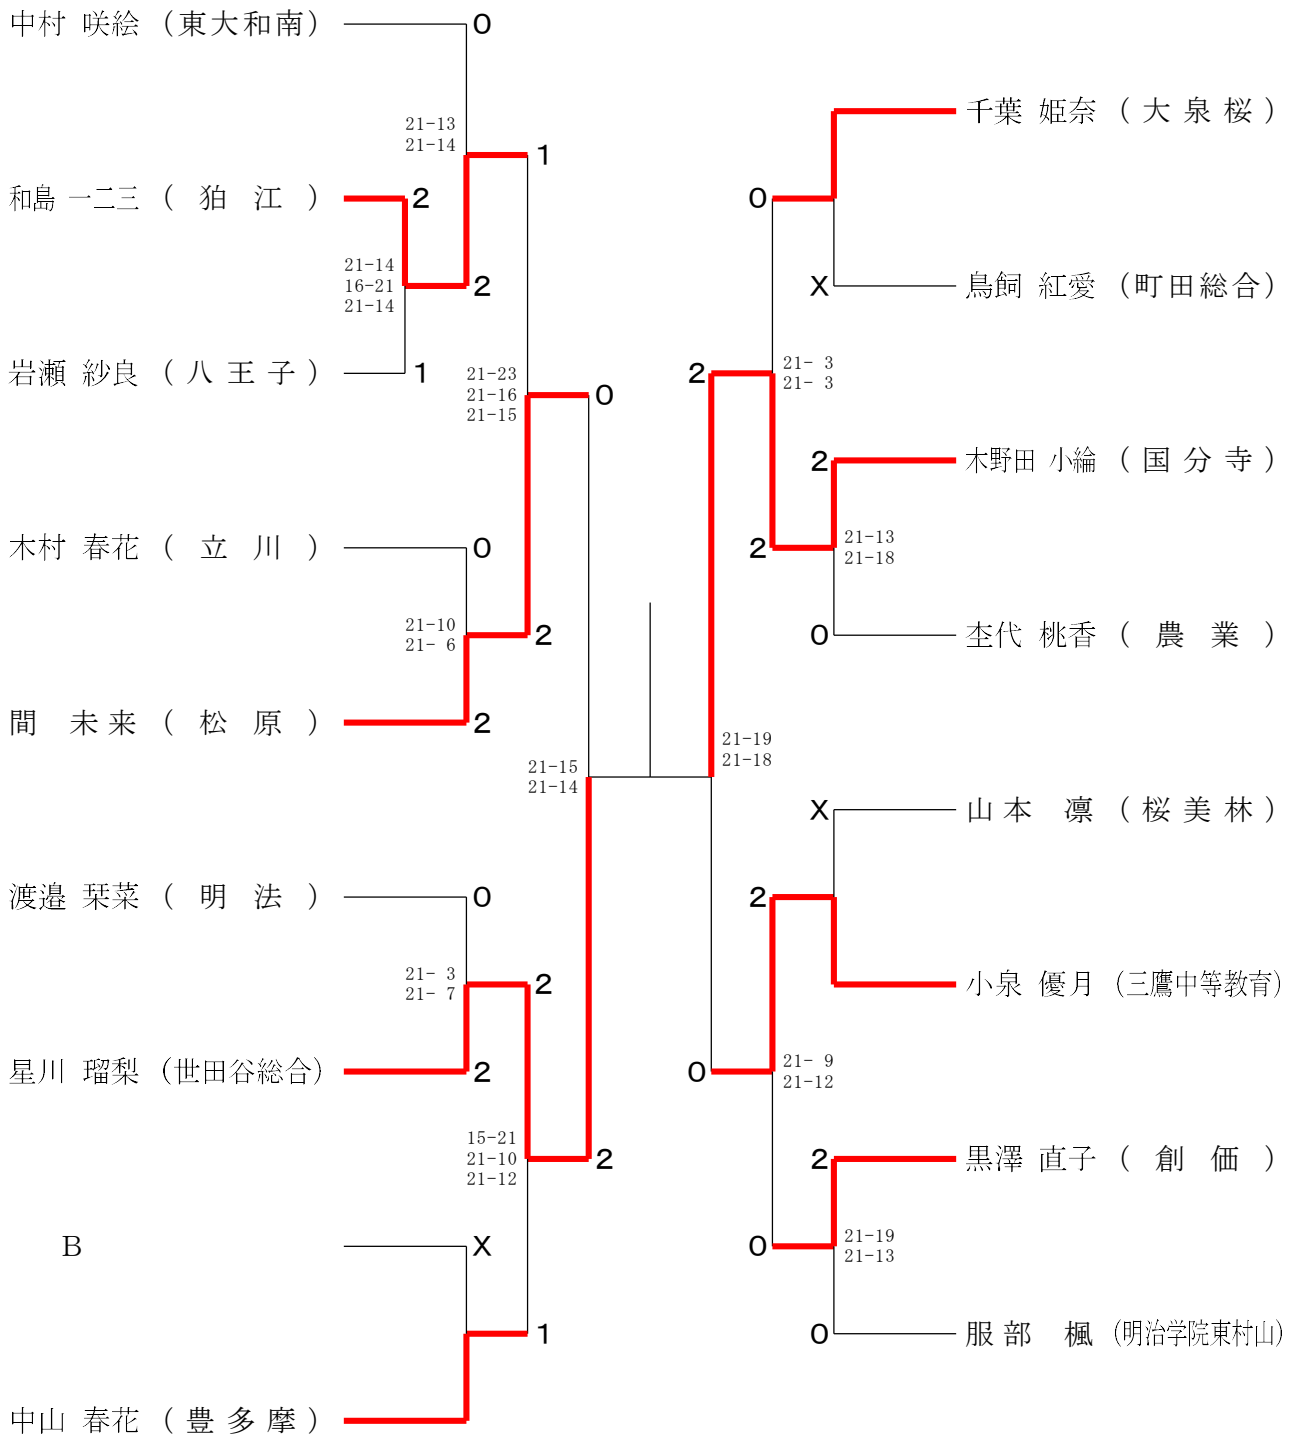 中村 咲絵 （東大和南）
0
21-13
21-14
1
和島 一二三 （ 狛 江 ）
2
21-14
16-21
21-14
2
岩瀬 紗良 （ 八 王 子 ）
1
21-23
21-16
21-15
0
木村 春花 （ 立 川 ）
0
21-10
21- 6
2
間 未来 （ 松 原 ）
2
21-15
21-14
渡邉 栞菜 （ 明 法 ）
0
21- 3
21- 7
2
星川 瑠梨 （世田谷総合）
2
15-21
21-10
21-12
2
B
X
1
中山 春花 （ 豊 多 摩 ）
千葉 姫奈 （ 大 泉 桜 ）
0
X
鳥飼 紅愛 （町田総合）
2
21- 3
21- 3
2
木野田 小綸 （ 国 分 寺 ）
2
21-13
21-18
0
杢代 桃香 （ 農 業 ）
21-19
21-18
X
山本 凛 （ 桜 美 林 ）
2
小泉 優月 （三鷹中等教育）
0
21- 9
21-12
2
黒澤 直子 （ 創 価 ）
0
21-19
21-13
0
服部 楓 （明治学院東村山）